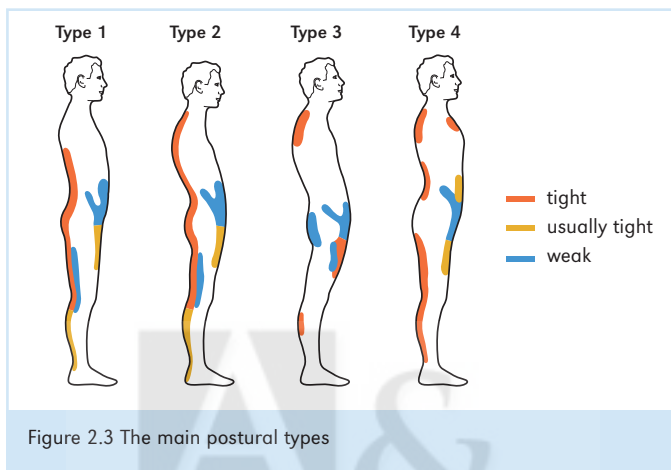 Type 1 Type 2 Type 3 Type 4
tight
usually tight
weak
A&
Figure 2.3 The main postural types